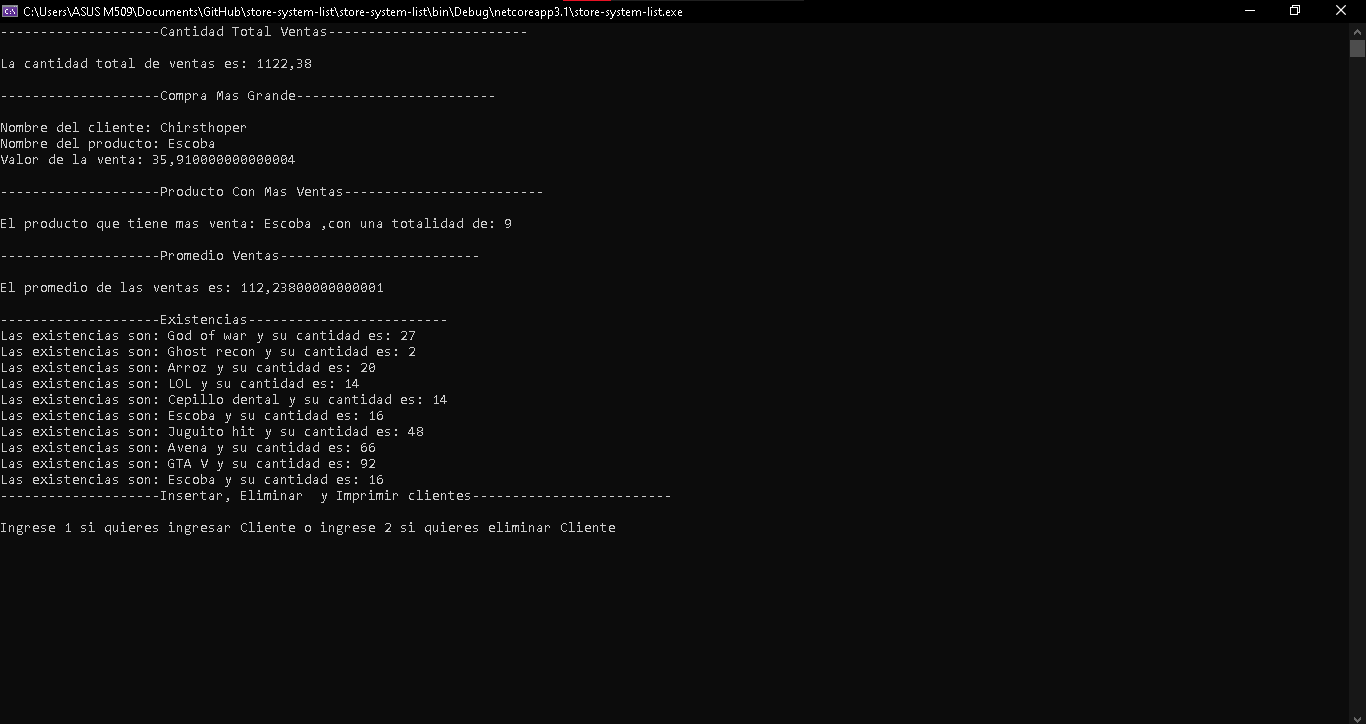 C:\Users\ASUS M509\Documents\GitHub\store-system-list\store-system-list\bin\Debug\netcoreapp3.1\store-system-list.exe
--------------------Cantidad Total Ventas-------------------------
La cantidad total de ventas es: 1122,38
--------------------Compra Mas Grande-------------------------
Nombre del cliente: Chirsthoper
Nombre del producto: Escoba
Valor de la venta: 35,910000000000004
--------------------Producto Con Mas Ventas-------------------------
El producto que tiene mas venta: Escoba ,con una totalidad de: 9
--------------------Promedio Ventas-------------------------
El promedio de las ventas es: 112,23800000000001
--------------------Existencias-------------------------
Las existencias son: God of war y su cantidad es: 27
Las existencias son: Ghost recon y su cantidad es: 2
Las existencias son: Arroz y su cantidad es: 20
Las existencias son: LOL y su cantidad es: 14
Las existencias son: Cepillo dental y su cantidad es: 14
Las existencias son: Escoba y su cantidad es: 16
Las existencias son: Juguito hit y su cantidad es: 48
Las existencias son: Avena y su cantidad es: 66
Las existencias son: GTA V y su cantidad es: 92
Las existencias son: Escoba y su cantidad es: 16
--------------------Insertar, Eliminar  y Imprimir clientes-------------------------
Ingrese 1 si quieres ingresar Cliente o ingrese 2 si quieres eliminar Cliente